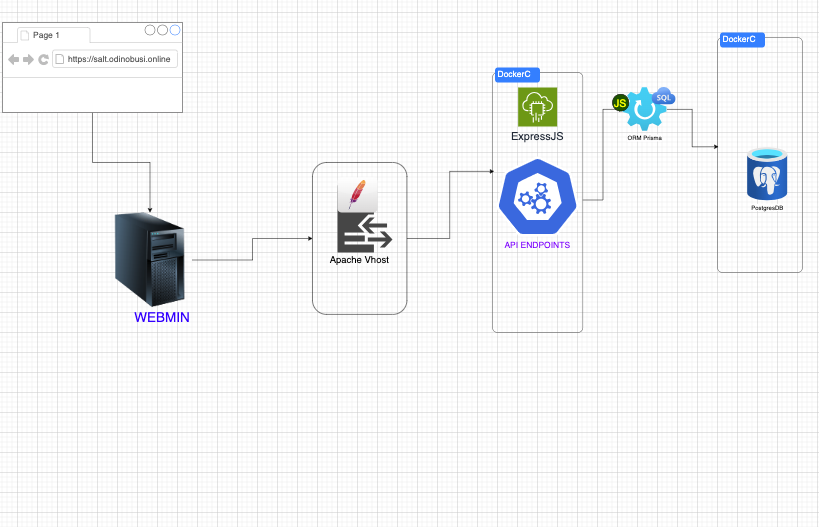 Page 1
https://salt.odinobusi.online
WEBMIN
Apache Vhost
DockerC
ExpressJS
API ENDPOINTS
JS
SQL
ORM Prisma
DockerC
PostgresDB